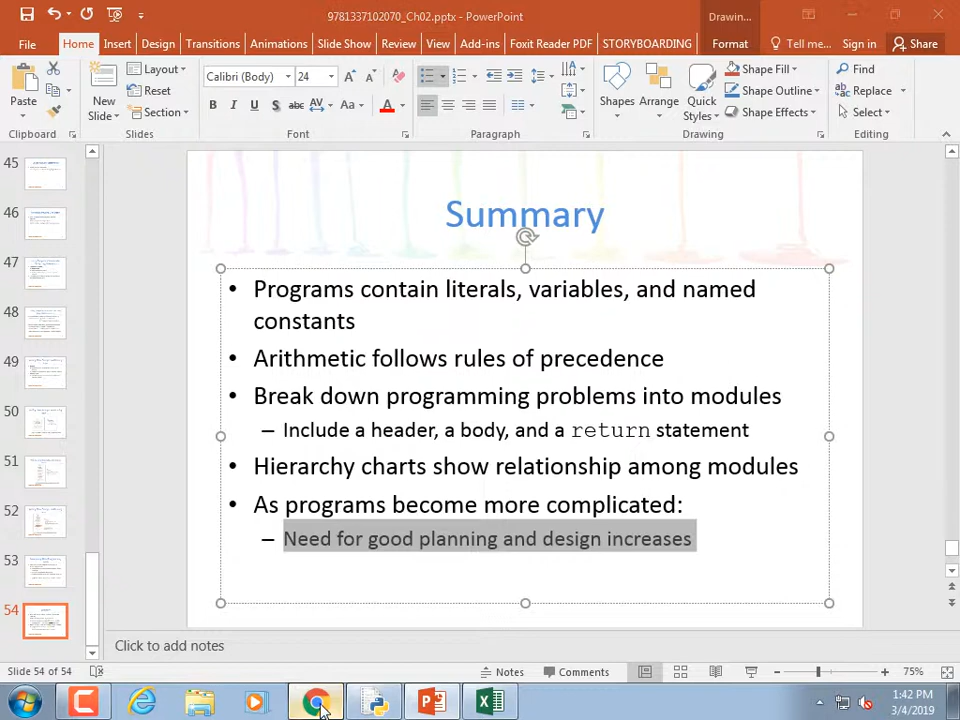 9781337102070_Ch02.pptx - PowerPoint
Drawin...
File
Home
Insert
Design
Transitions
Animations
Slide Show
Review
View
Add-ins
Foxit Reader PDF
STORYBOARDING
Format
Tell me...
Sign in
Share
Paste
Clipboard
New
Slide
Layout
Reset
Section
Slides
Calibri (Body)
24
B I U S abc AV Aa A
Font
Paragraph
Shapes
Arrange
Quick
Styles
Shape Fill
Shape Outline
Shape Effects
Drawing
Find
Replace
Select
Editing
45
46
47
48
49
50
51
52
53
54
Summary
• Programs contain literals, variables, and named
constants
• Arithmetic follows rules of precedence
• Break down programming problems into modules
– Include a header, a body, and a return statement
• Hierarchy charts show relationship among modules
• As programs become more complicated:
– Need for good planning and design increases
Click to add notes
Slide 54 of 54
Notes
Comments
75%
1:42 PM
3/4/2019